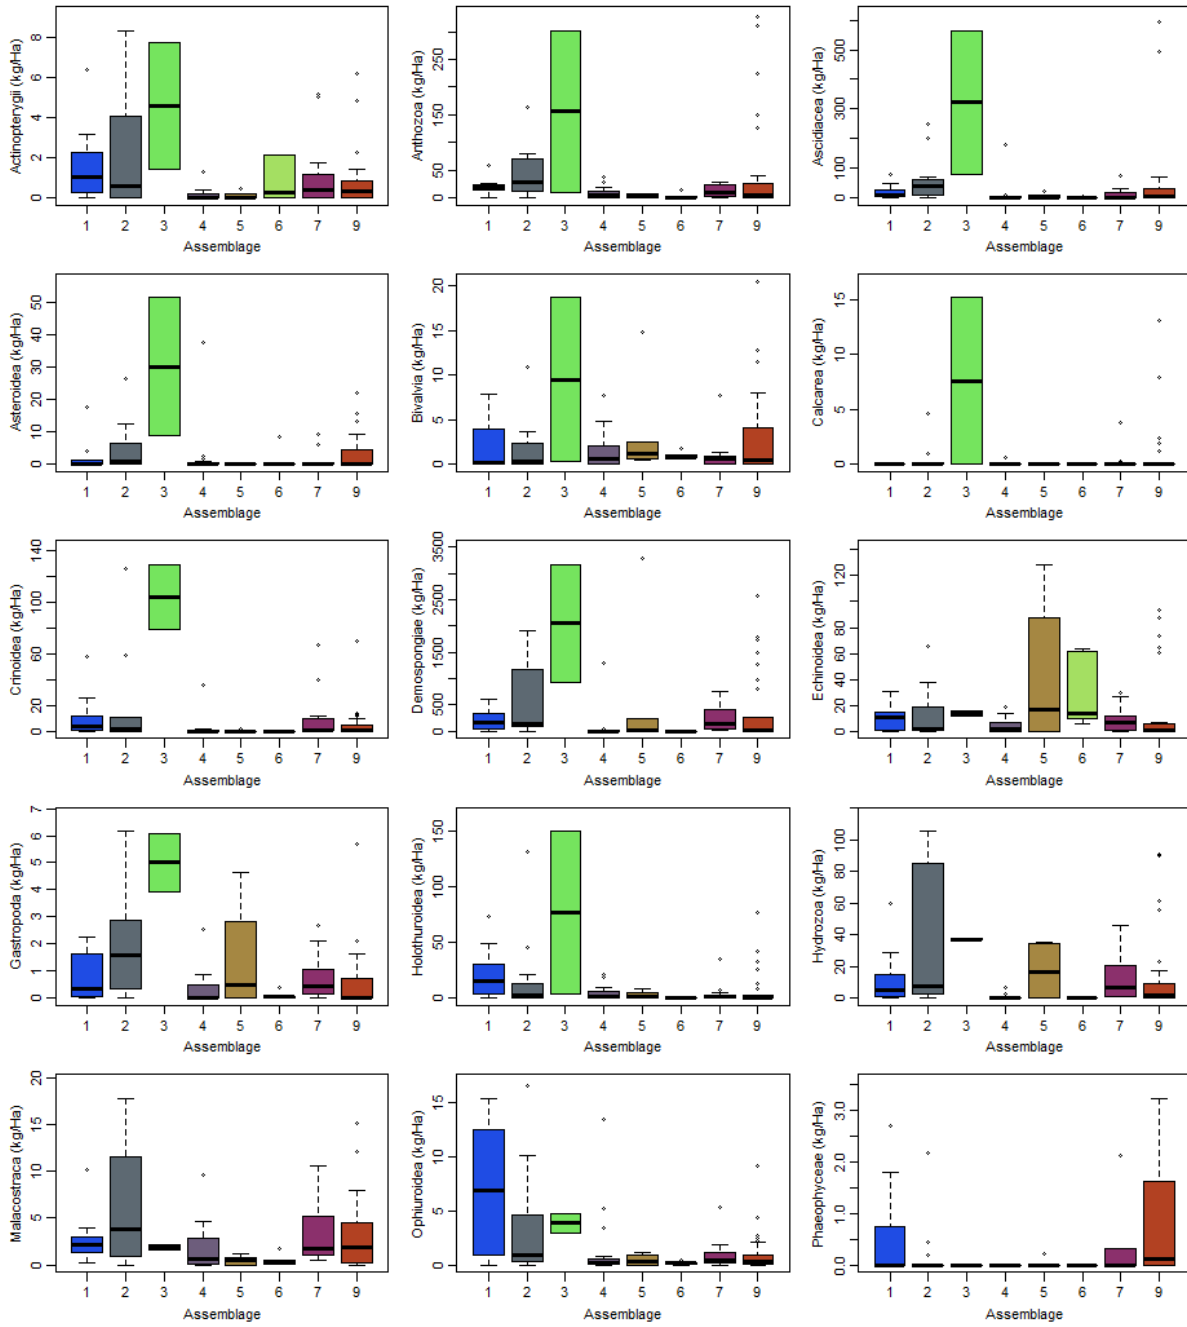 Actinopterygii (kg/Ha)
8
6
4
2
0
1 2 3 4 5 6 7 9
Assemblage
Anthozoa (kg/Ha)
250
150
50
0
1 2 3 4 5 6 7 9
Assemblage
Ascidiacea (kg/Ha)
500
300
100
0
1 2 3 4 5 6 7 9
Assemblage
Asteroidea (kg/Ha)
50
40
30
20
10
0
1 2 3 4 5 6 7 9
Assemblage
Bivalvia (kg/Ha)
20
15
10
5
0
1 2 3 4 5 6 7 9
Assemblage
Calcarea (kg/Ha)
15
10
5
0
1 2 3 4 5 6 7 9
Assemblage
Crinoidea (kg/Ha)
140
100
60
20
0
1 2 3 4 5 6 7 9
Assemblage
Demospongiae (kg/Ha)
3500
2500
1500
500
0
1 2 3 4 5 6 7 9
Assemblage
Echinoidea (kg/Ha)
120
80
60
40
20
0
1 2 3 4 5 6 7 9
Assemblage
Gastropoda (kg/Ha)
7
6
5
4
3
2
1
0
1 2 3 4 5 6 7 9
Assemblage
Holothuroidea (kg/Ha)
150
100
50
0
1 2 3 4 5 6 7 9
Assemblage
Hydrozoa (kg/Ha)
100
80
60
40
20
0
1 2 3 4 5 6 7 9
Assemblage
Malacostraca (kg/Ha)
20
15
10
5
0
1 2 3 4 5 6 7 9
Assemblage
Ophiuroidea (kg/Ha)
15
10
5
0
1 2 3 4 5 6 7 9
Assemblage
Phaeophyceae (kg/Ha)
3.0
2.0
1.0
0.0
1 2 3 4 5 6 7 9
Assemblage